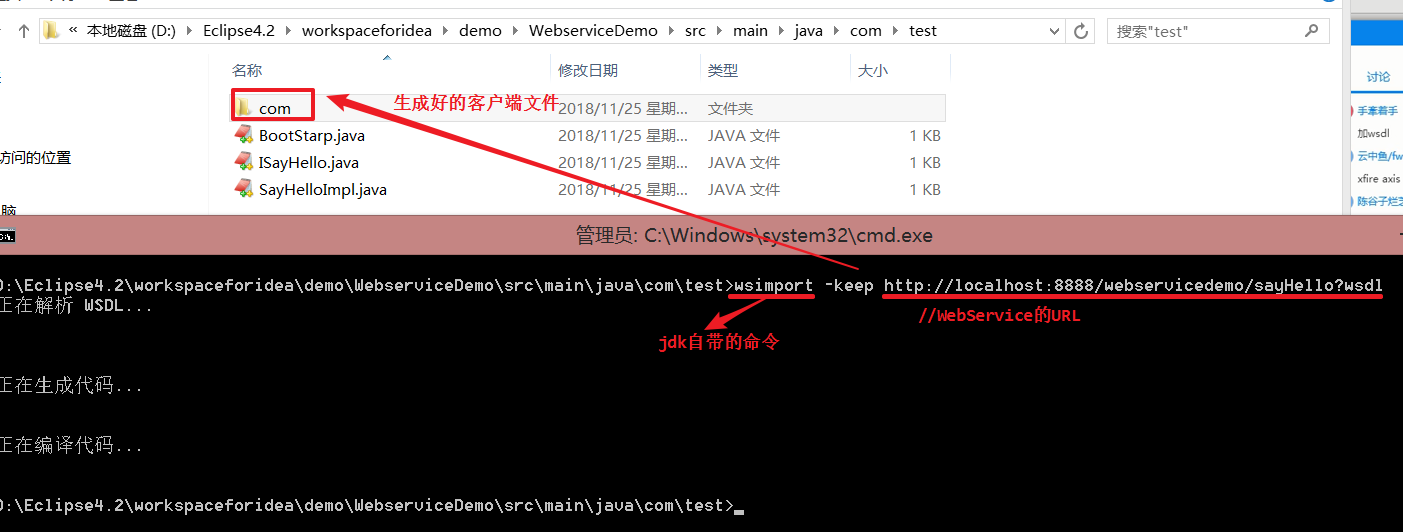 « 本地磁盘 (D:) Eclipse4.2 workspaceforidea demo WebserviceDemo src main java com test
搜索"test"
名称 修改日期 类型 大小
讨论
com 2018/11/25 星期... 文件夹
生成好的客户端文件
手牽着手
BootStarp.java 2018/11/25 星期... JAVA 文件 1 KB
加wsdl
ISayHello.java 2018/11/25 星期... JAVA 文件 1 KB
访问的位置
云中鱼/fw
xfire axis
SayHelloImpl.java 2018/11/25 星期... JAVA 文件 1 KB
陈谷子烂芝
脑
管理员: C:\Windows\system32\cmd.exe
D:\Eclipse4.2\workspaceforidea\demo\WebserviceDemo\src\main\java\com\test>wsimport -keep http://localhost:8888/webservicedemo/sayHello?wsdl
正在解析 WSDL...
//WebService的URL
jdk自带的命令
正在生成代码...
正在编译代码...
D:\Eclipse4.2\workspaceforidea\demo\WebserviceDemo\src\main\java\com\test>